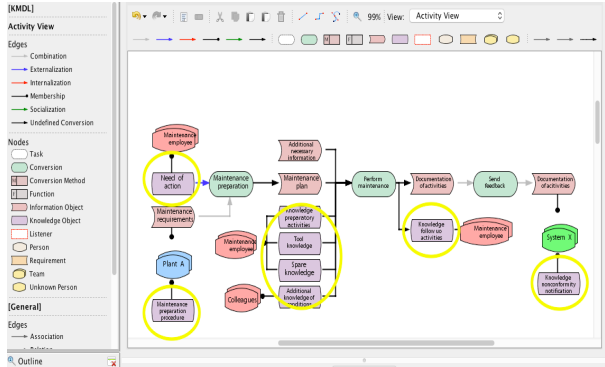 [KMDL]
Activity View
Edges
Combination
Externalization
Internalization
Membership
Socialization
Undefined Conversion
Nodes
Task
Conversion
Conversion Method
Function
Information Object
Knowledge Object
Listener
Person
Requirement
Team
Unknown Person
[General]
Edges
Association
Outline
99% View: Activity View
Maintenance
employee
Need of
action
Maintenance
requirements
Plant A
Maintenance
preparation
procedure
Maintenance
preparation
Additional
necessary
information
Maintenance
plan
Knowledge
preparatory
activities
Tool
knowledge
Spare
knowledge
Additional
knowledge of
conditions
Maintenance
employee
Colleagues
Perform
maintenance
Documentation
of activities
Knowledge
follow up
activities
Maintenance
employee
Send
feedback
Documentation
of activities
System X
Knowledge
nonconformity
notification